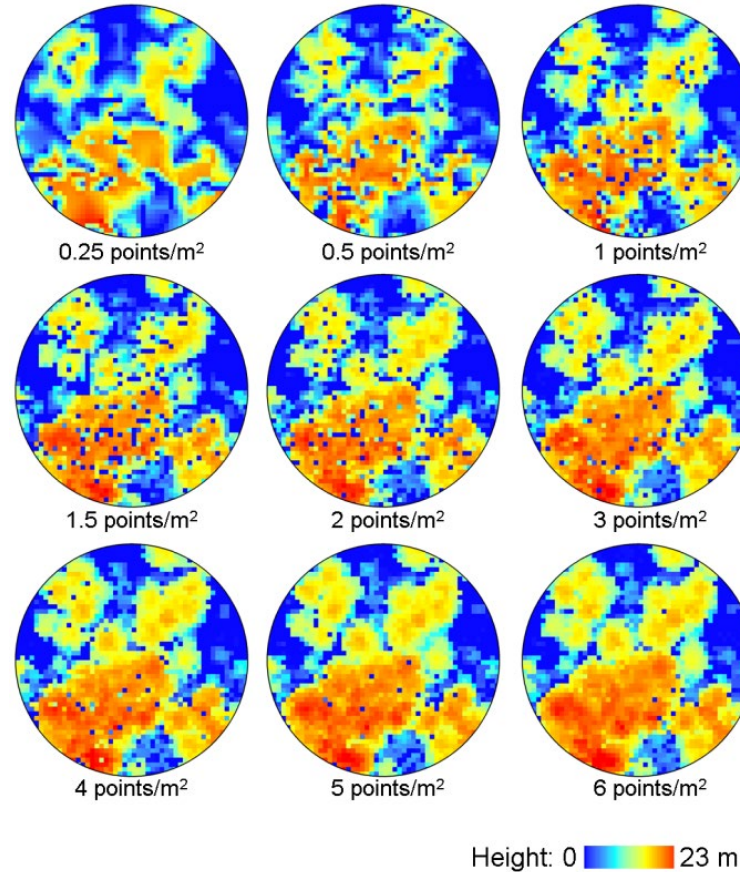 0.25 points/m²
0.5 points/m²
1 points/m²
1.5 points/m²
2 points/m²
3 points/m²
4 points/m²
5 points/m²
6 points/m²
Height: 0 23 m